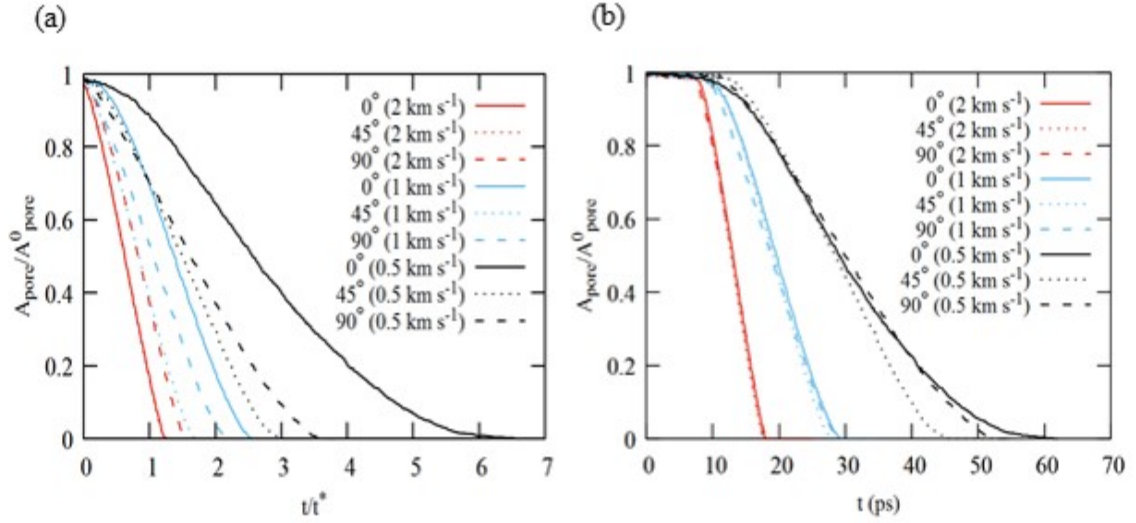 (a)
1
0.8
0.6
0.4
0.2
0
A_pore/A^0_pore
0° (2 km s⁻¹)
45° (2 km s⁻¹)
90° (2 km s⁻¹)
0° (1 km s⁻¹)
45° (1 km s⁻¹)
90° (1 km s⁻¹)
0° (0.5 km s⁻¹)
45° (0.5 km s⁻¹)
90° (0.5 km s⁻¹)
0 1 2 3 4 5 6 7
t/t*
(b)
1
0.8
0.6
0.4
0.2
0
A_pore/A^0_pore
0° (2 km s⁻¹)
45° (2 km s⁻¹)
90° (2 km s⁻¹)
0° (1 km s⁻¹)
45° (1 km s⁻¹)
90° (1 km s⁻¹)
0° (0.5 km s⁻¹)
45° (0.5 km s⁻¹)
90° (0.5 km s⁻¹)
0 10 20 30 40 50 60 70
t (ps)